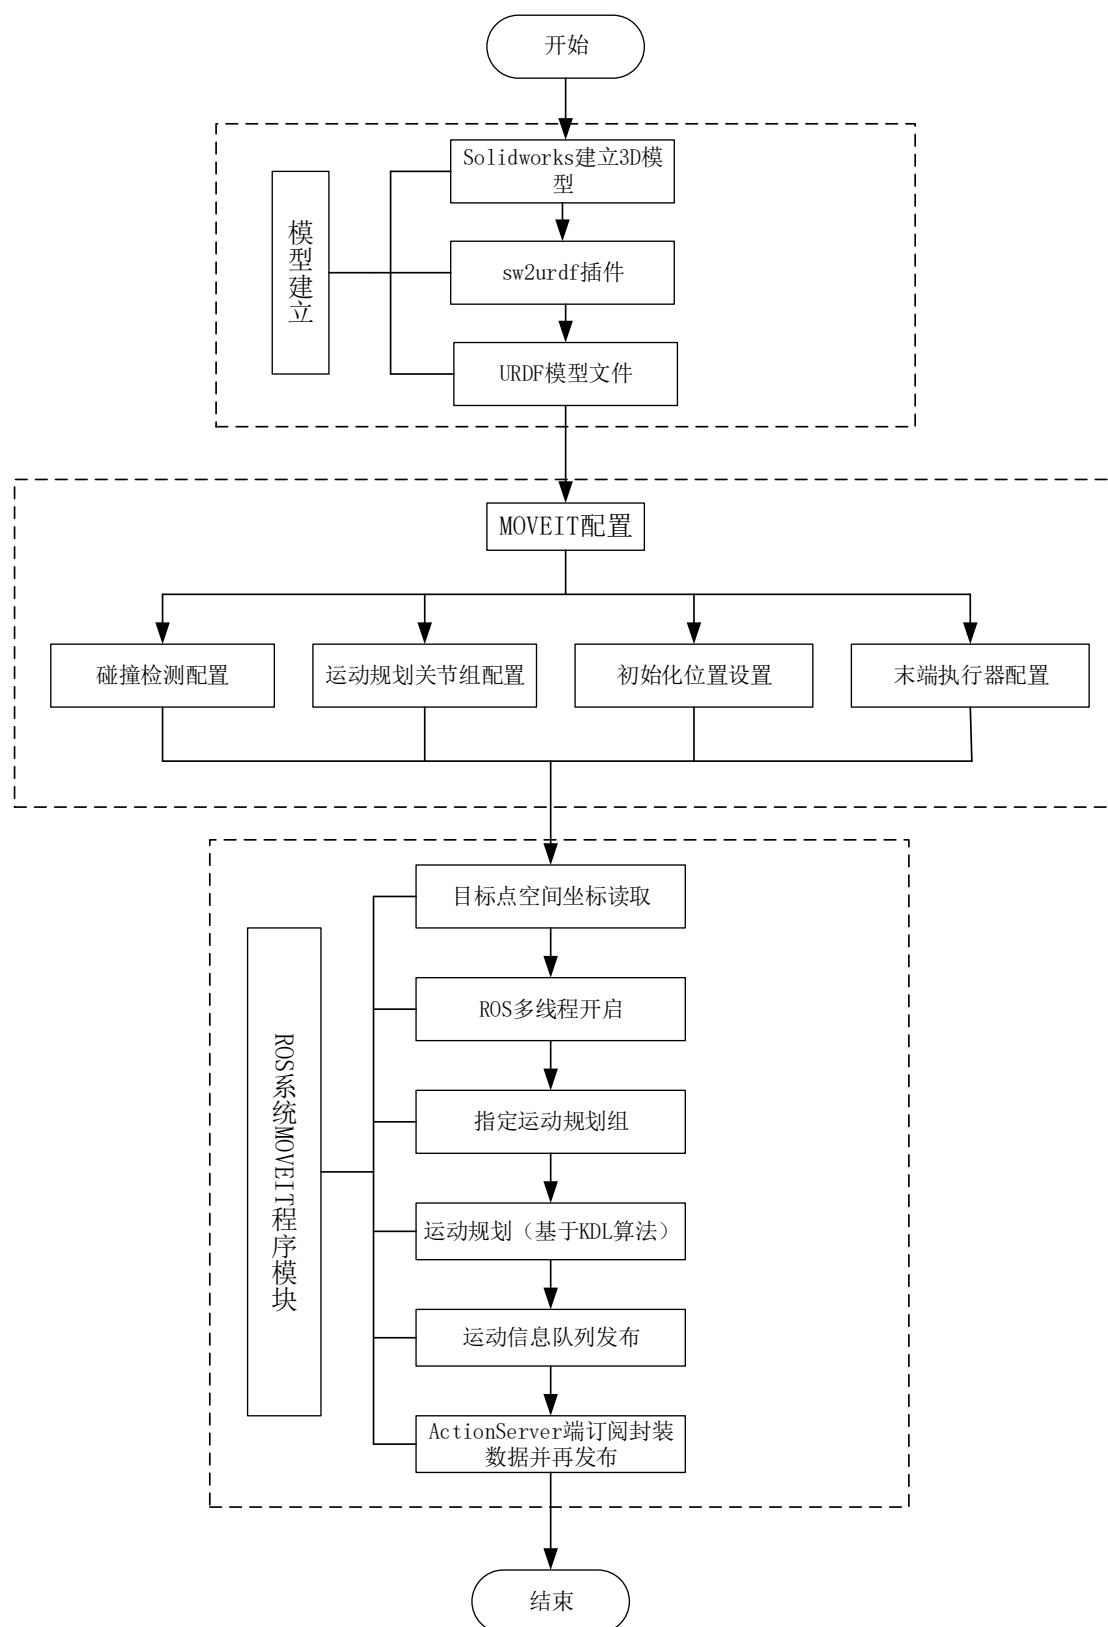 开始
Solidworks建立3D模
型
模型建立
sw2urdf插件
URDF模型文件
MOVEIT配置
碰撞检测配置
运动规划关节组配置
初始化位置设置
末端执行器配置
目标点空间坐标读取
ROS多线程开启
ROS系统MOVEIT程序模块
指定运动规划组
运动规划（基于KDL算法）
运动信息队列发布
ActionServer端订阅封装
数据并再发布
结束